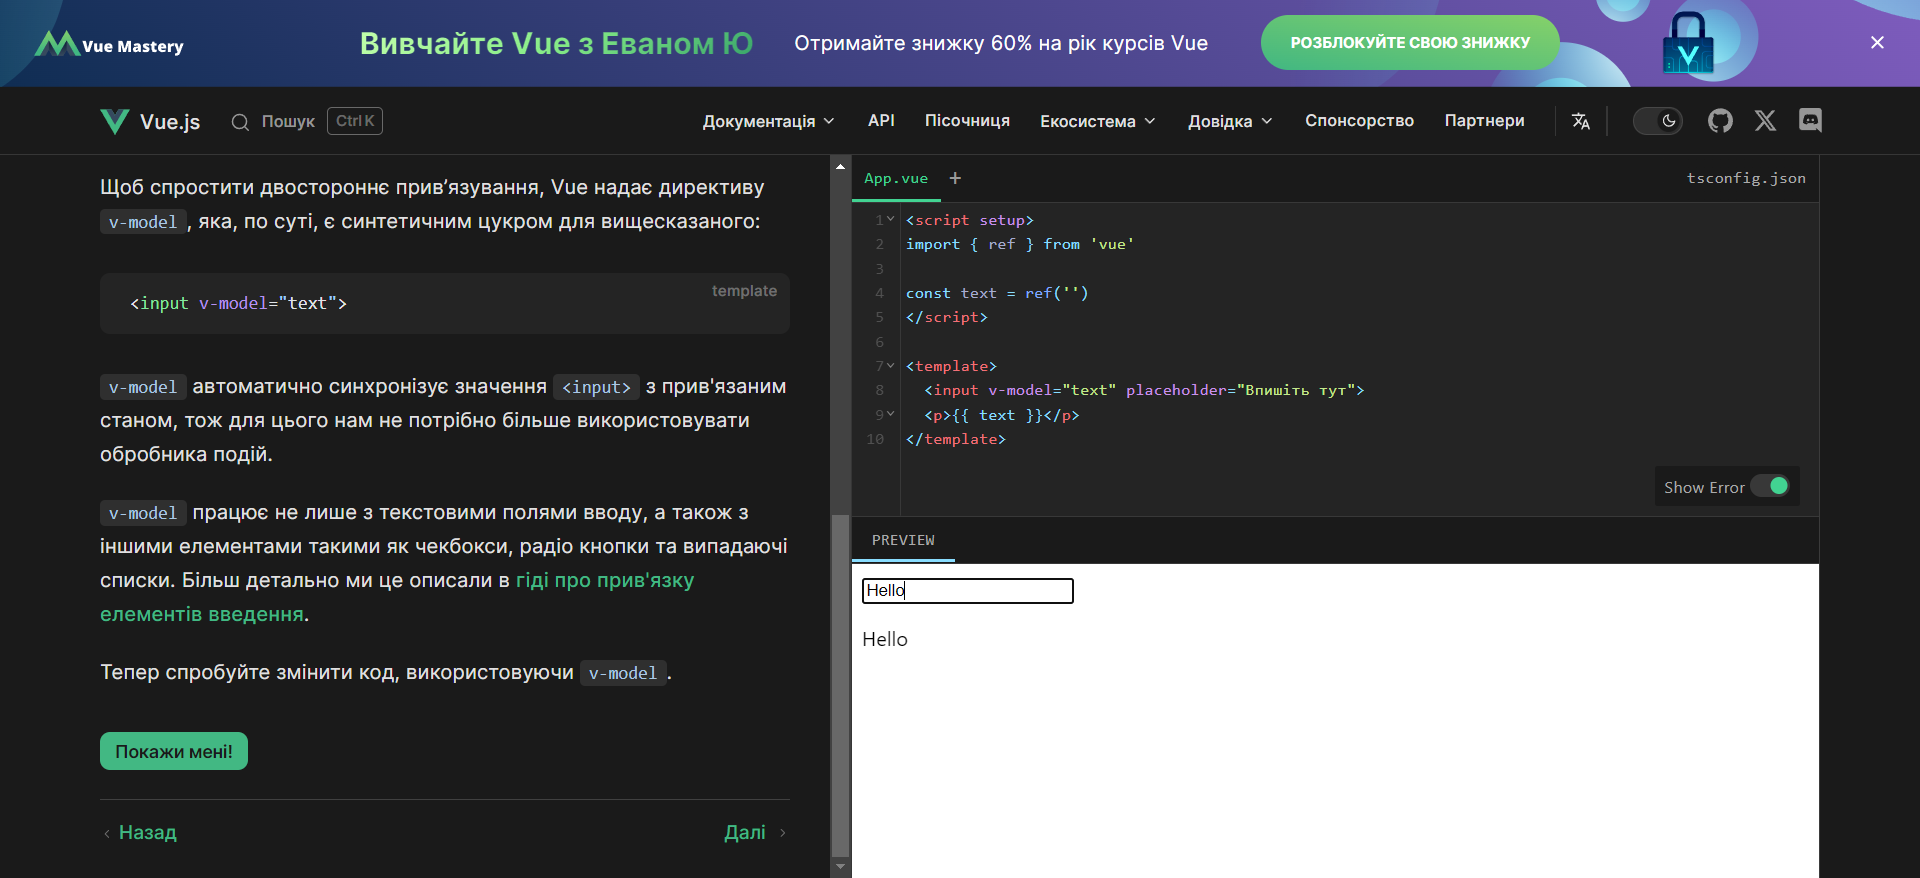 Vue Mastery
Вивчайте Vue з Еваном Ю
Отримайте знижку 60% на рік курсів Vue
РОЗБЛОКУЙТЕ СВОЮ ЗНИЖКУ
Vue.js
Пошук
Ctrl K
Документація
API
Пісочниця
Екосистема
Довідка
Спонсорство
Партнери
Щоб спростити двостороннє прив’язування, Vue надає директиву
v-model, яка, по суті, є синтетичним цукром для вищесказаного:
template
<input v-model="text">
v-model автоматично синхронізує значення <input> з прив'язаним
станом, тож для цього нам не потрібно більше використовувати
обробника подій.
v-model працює не лише з текстовими полями вводу, а також з
іншими елементами такими як чекбокси, радіо кнопки та випадаючі
списки. Більш детально ми це описали в гіді про прив'язку
елементів введення.
Тепер спробуйте змінити код, використовуючи v-model.
Покажи мені!
Назад
Далі
App.vue
+
tsconfig.json
1 <script setup>
2 import { ref } from 'vue'
3
4 const text = ref('')
5 </script>
6
7 <template>
8 <input v-model="text" placeholder="Впишіть тут">
9 <p>{{ text }}</p>
10 </template>
Show Error
PREVIEW
Hello
Hello